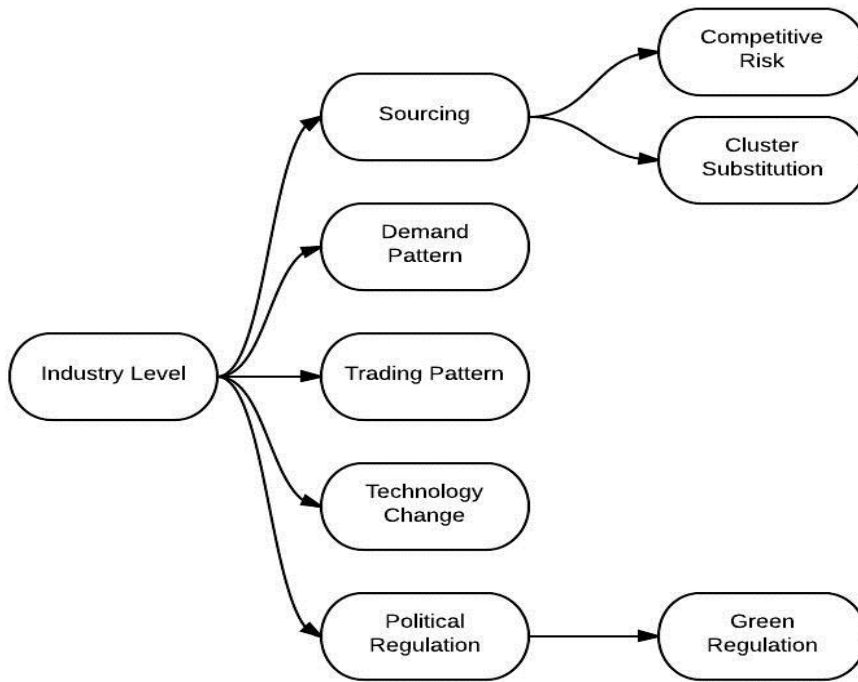 Competitive
Risk
Sourcing
Cluster
Substitution
Demand
Pattern
Industry Level
Trading Pattern
Technology
Change
Political
Regulation
Green
Regulation